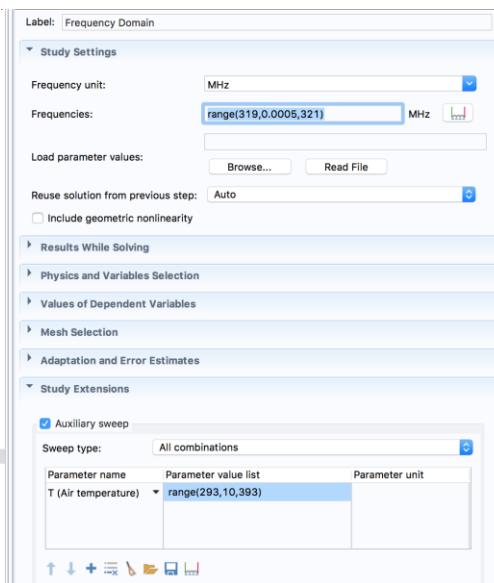 Label: Frequency Domain
Study Settings
Frequency unit: MHz
Frequencies: range(319,0.0005,321) MHz
Load parameter values:
Browse... Read File
Reuse solution from previous step: Auto
Include geometric nonlinearity
Results While Solving
Physics and Variables Selection
Values of Dependent Variables
Mesh Selection
Adaptation and Error Estimates
Study Extensions
Auxiliary sweep
Sweep type: All combinations
Parameter name Parameter value list Parameter unit
T (Air temperature) range(293,10,393)